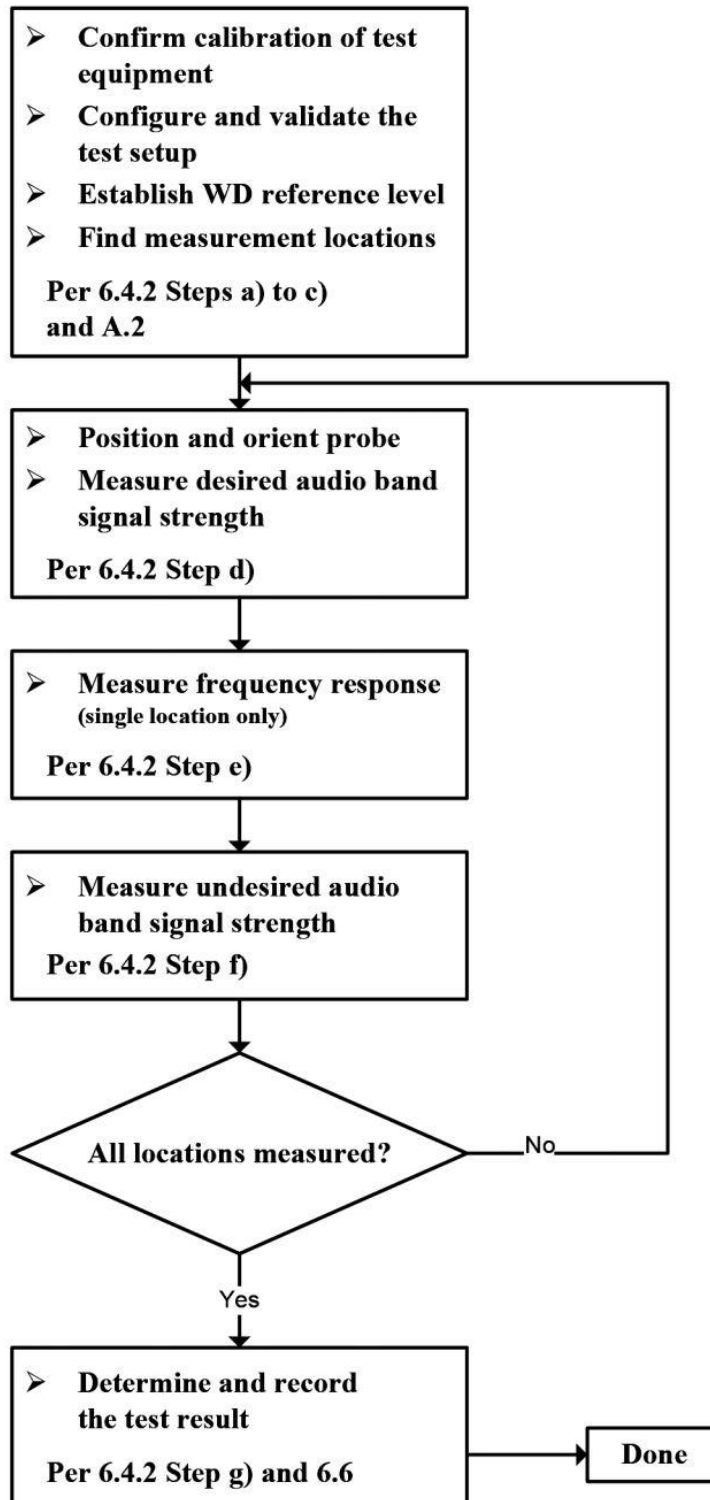 ➢ Confirm calibration of test
equipment
➢ Configure and validate the
test setup
➢ Establish WD reference level
➢ Find measurement locations
Per 6.4.2 Steps a) to c)
and A.2
➢ Position and orient probe
➢ Measure desired audio band
signal strength
Per 6.4.2 Step d)
➢ Measure frequency response
(single location only)
Per 6.4.2 Step e)
➢ Measure undesired audio
band signal strength
Per 6.4.2 Step f)
All locations measured?
No
Yes
➢ Determine and record
the test result
Per 6.4.2 Step g) and 6.6
Done